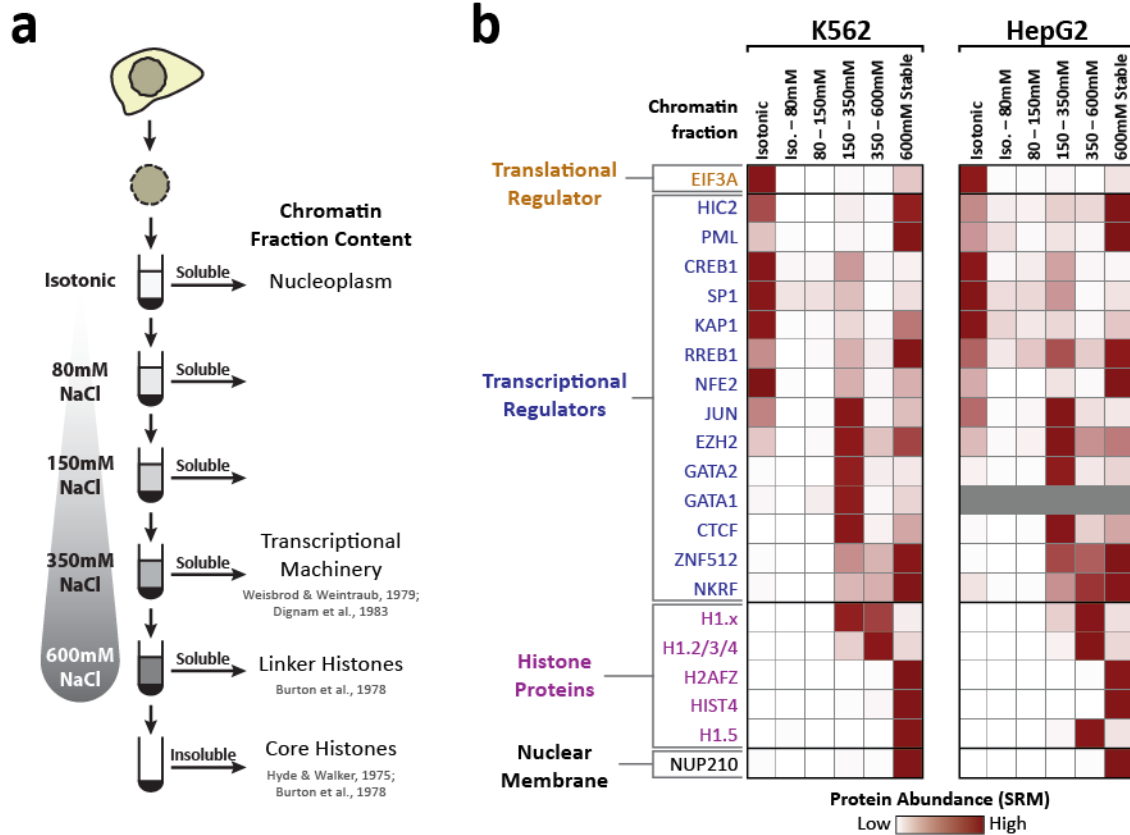 a
Isotonic
Soluble
Chromatin
Fraction Content
Nucleoplasm
80mM
NaCl
Soluble
150mM
NaCl
Soluble
350mM
NaCl
Soluble
Transcriptional
Machinery
Weisbrod & Weintraub, 1979;
Dignam et al., 1983
600mM
NaCl
Soluble
Linker Histones
Burton et al., 1978
Insoluble
Core Histones
Hyde & Walker, 1975;
Burton et al., 1978
b
K562
HepG2
Chromatin
fraction
Isotonic
Iso. – 80mM
80 – 150mM
150 – 350mM
350 – 600mM
600mM Stable
Isotonic
Iso. – 80mM
80 – 150mM
150 – 350mM
350 – 600mM
600mM Stable
Translational
Regulator
EIF3A
Transcriptional
Regulators
HIC2
PML
CREB1
SP1
KAP1
RREB1
NFE2
JUN
EZH2
GATA2
GATA1
CTCF
ZNF512
NKRF
Histone
Proteins
H1.x
H1.2/3/4
H2AFZ
HIST4
H1.5
Nuclear
Membrane
NUP210
Protein Abundance (SRM)
Low
High